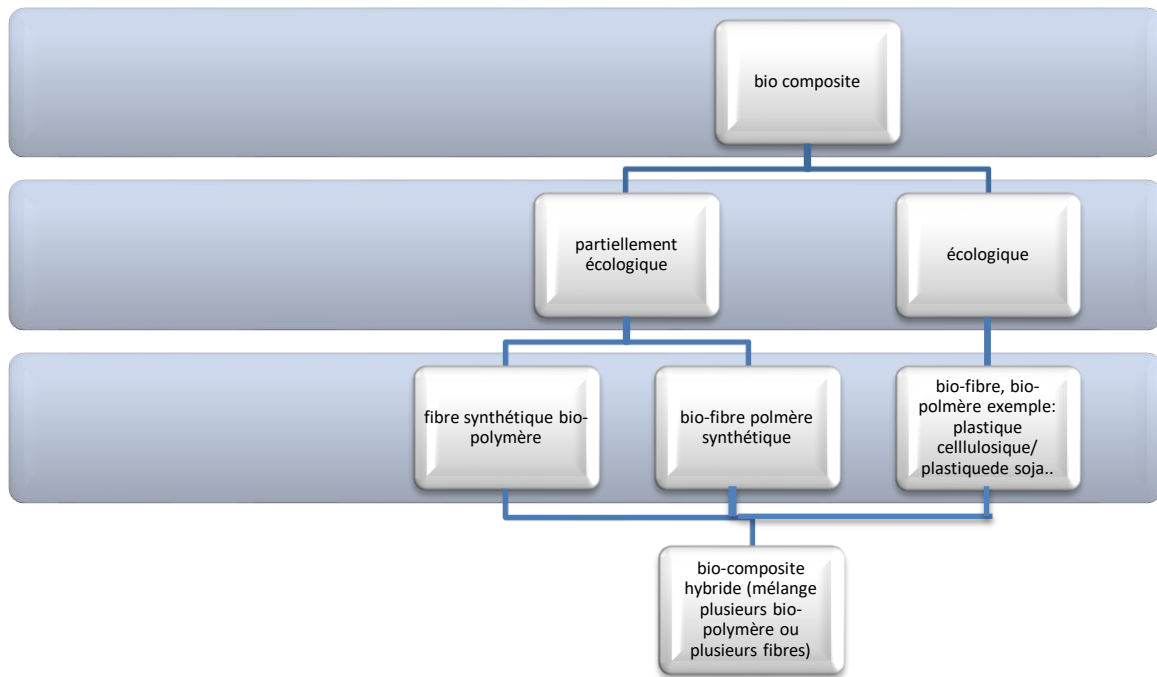 bio composite
partiellement
écologique
écologique
fibre synthétique bio-
polymère
bio-fibre polmère
synthétique
bio-fibre, bio-
polmère exemple:
plastique
celllulosique/
plastiquede soja..
bio-composite
hybride (mélange
plusieurs bio-
polymère ou
plusieurs fibres)